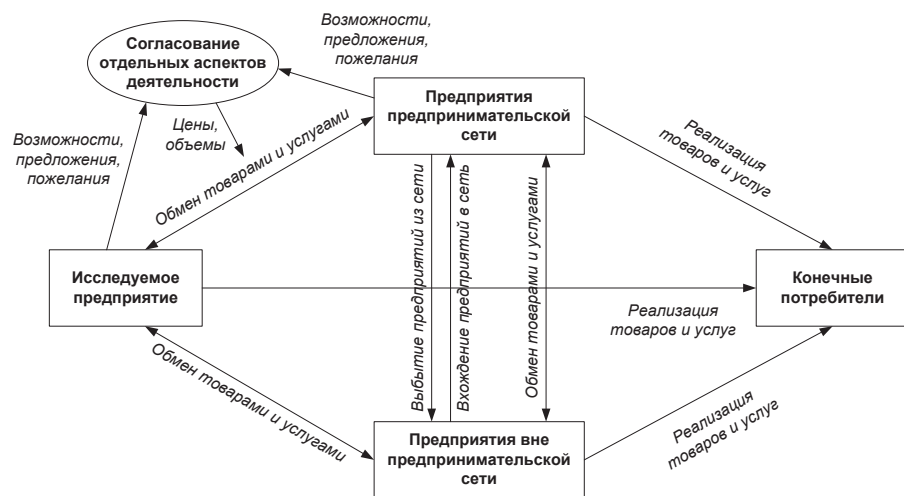 Возможности,
предложения,
пожелания
Согласование
отдельных аспектов
деятельности
Предприятия
предпринимательской
сети
Цены,
объемы
Возможности,
предложения,
пожелания
Обмен товарами и услугами
Реализация
товаров и услуг
Выбытие предприятий из сети
Вхождение предприятий в сеть
Обмен товарами и услугами
Исследуемое
предприятие
Конечные
потребители
Реализация
товаров и услуг
Обмен товарами и услугами
Реализация
товаров и услуг
Предприятия вне
предпринимательской
сети